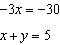 −3x = −30
x + y = 5